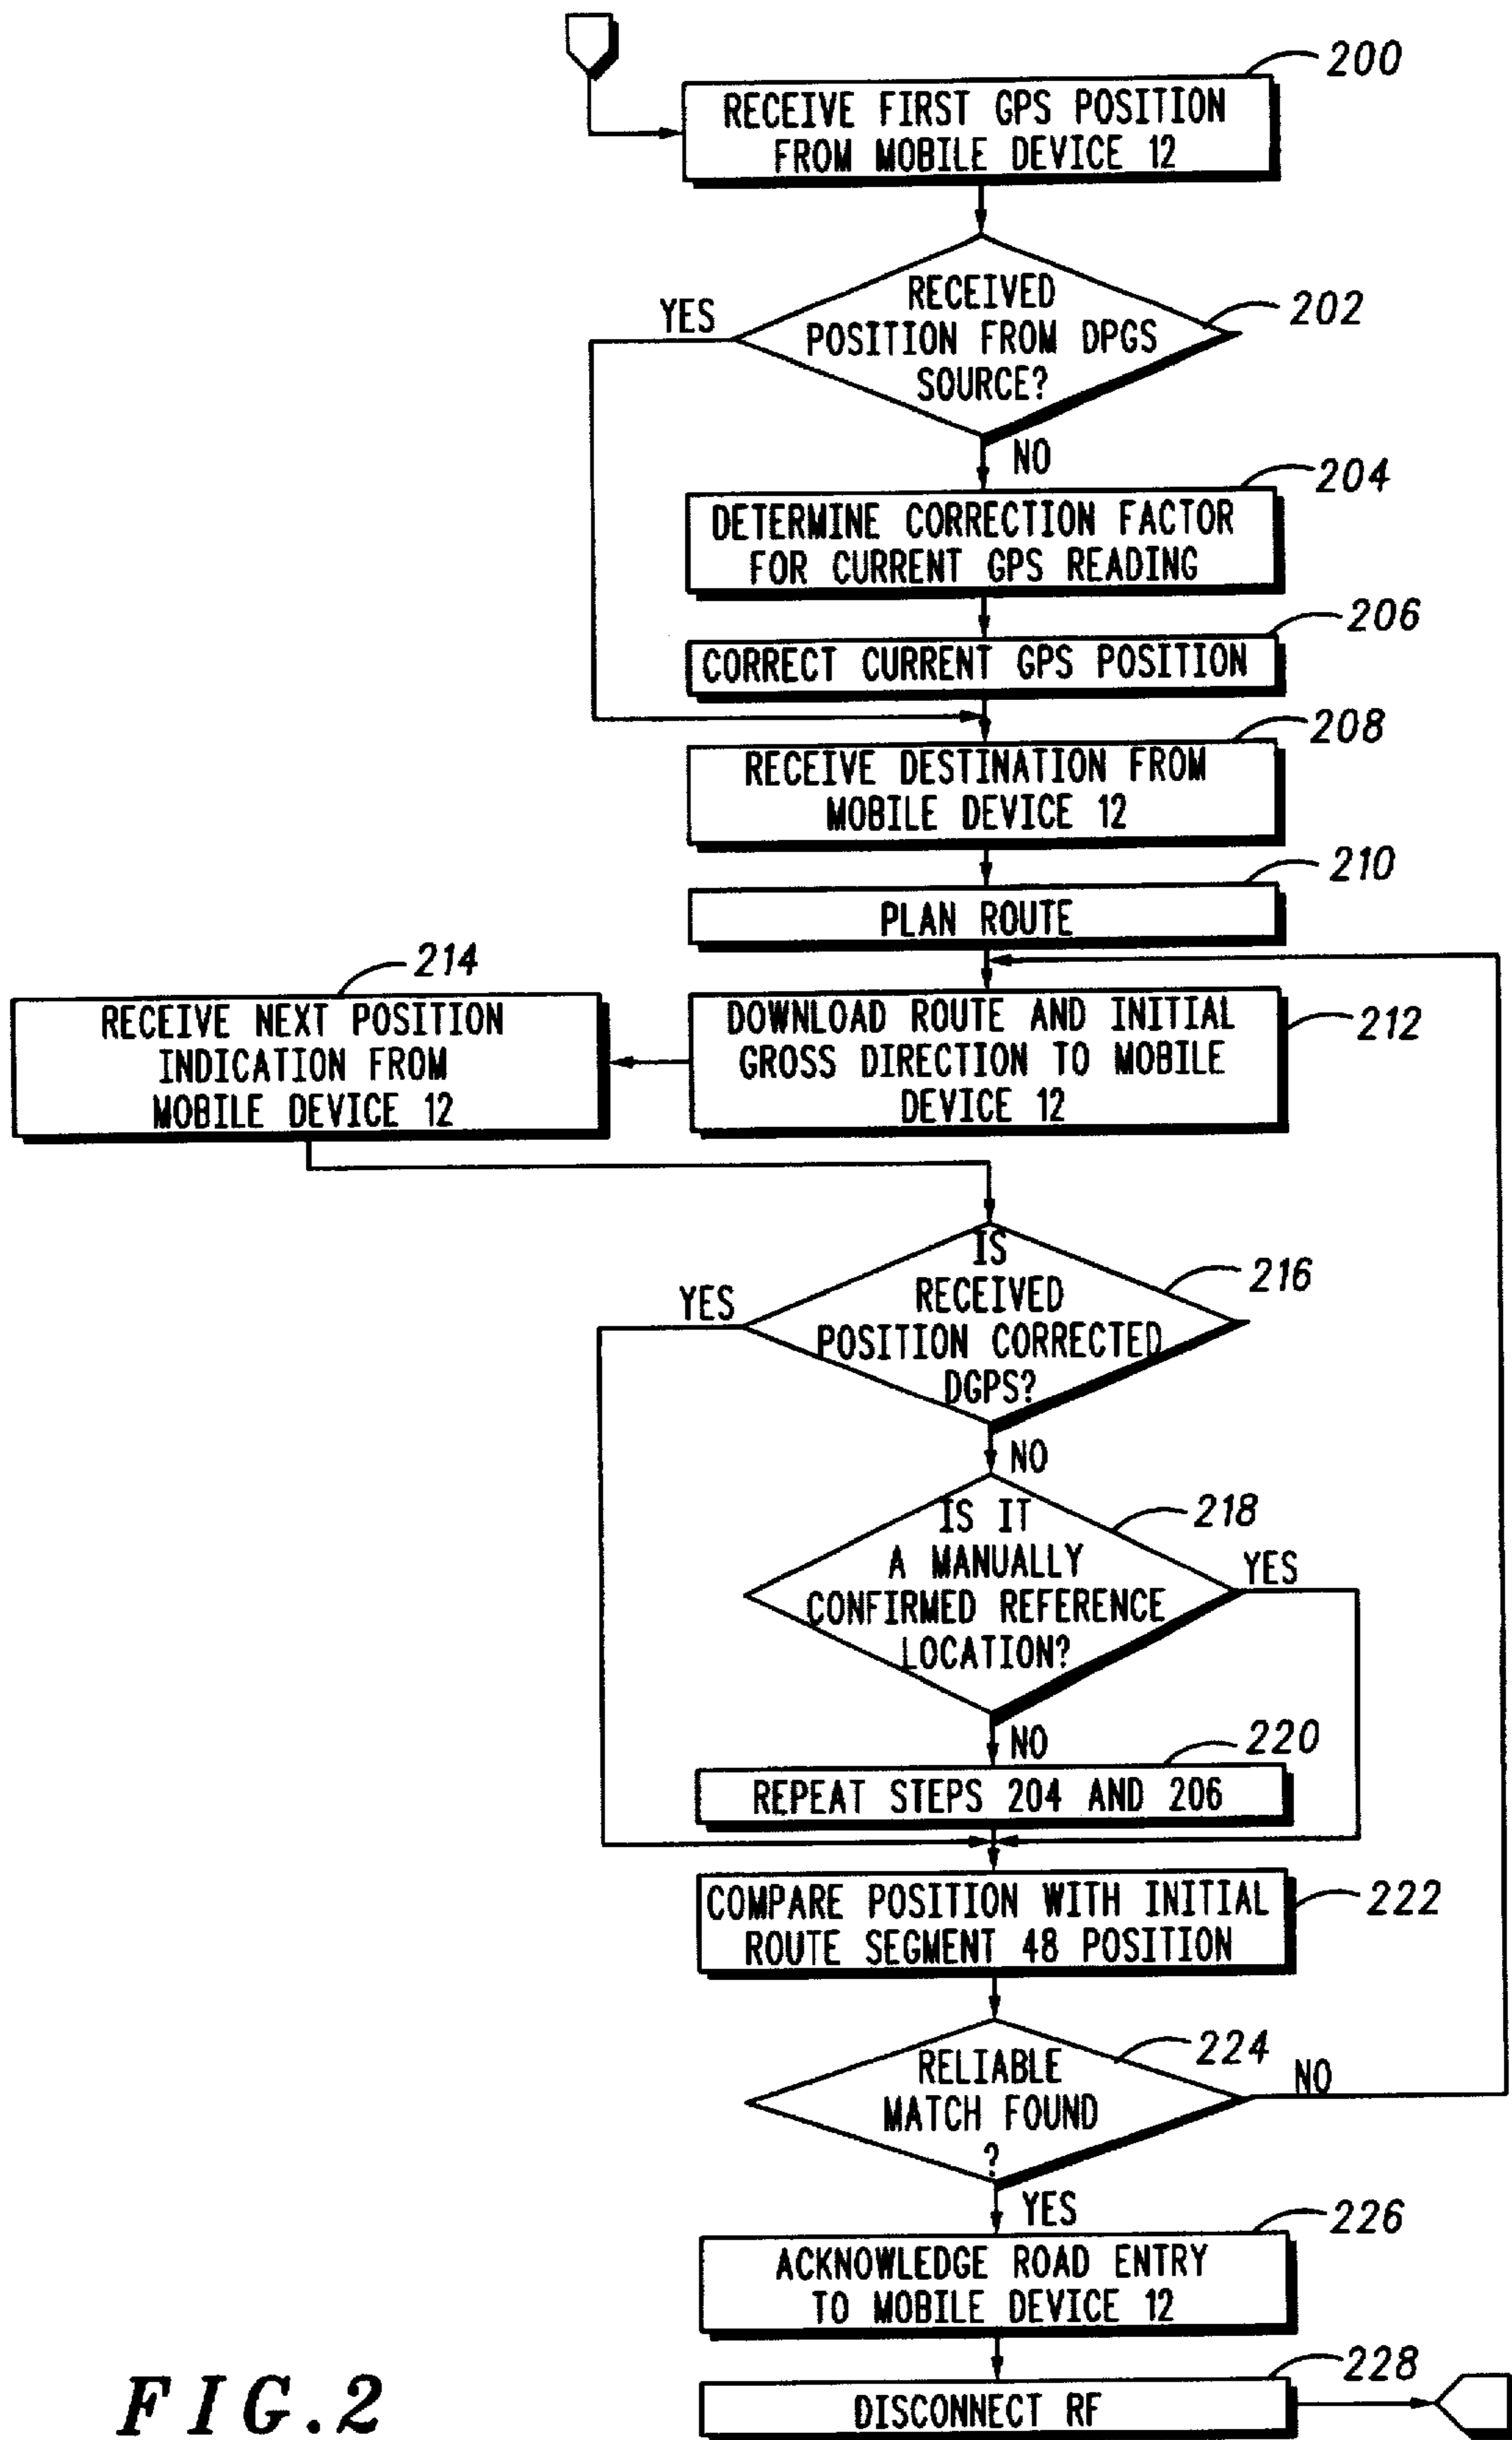 200
RECEIVE FIRST GPS POSITION
FROM MOBILE DEVICE 12
RECEIVED
POSITION FROM DPGS
SOURCE?
202
YES
NO
204
DETERMINE CORRECTION FACTOR
FOR CURRENT GPS READING
206
CORRECT CURRENT GPS POSITION
208
RECEIVE DESTINATION FROM
MOBILE DEVICE 12
210
PLAN ROUTE
214
RECEIVE NEXT POSITION
INDICATION FROM
MOBILE DEVICE 12
DOWNLOAD ROUTE AND INITIAL
GROSS DIRECTION TO MOBILE
DEVICE 12
212
IS
RECEIVED
POSITION CORRECTED
DGPS?
216
YES
NO
IS IT
A MANUALLY
CONFIRMED REFERENCE
LOCATION?
218
YES
NO
220
REPEAT STEPS 204 AND 206
COMPARE POSITION WITH INITIAL
ROUTE SEGMENT 48 POSITION
222
RELIABLE
MATCH FOUND
?
224
NO
YES
226
ACKNOWLEDGE ROAD ENTRY
TO MOBILE DEVICE 12
228
DISCONNECT RF
FIG.2